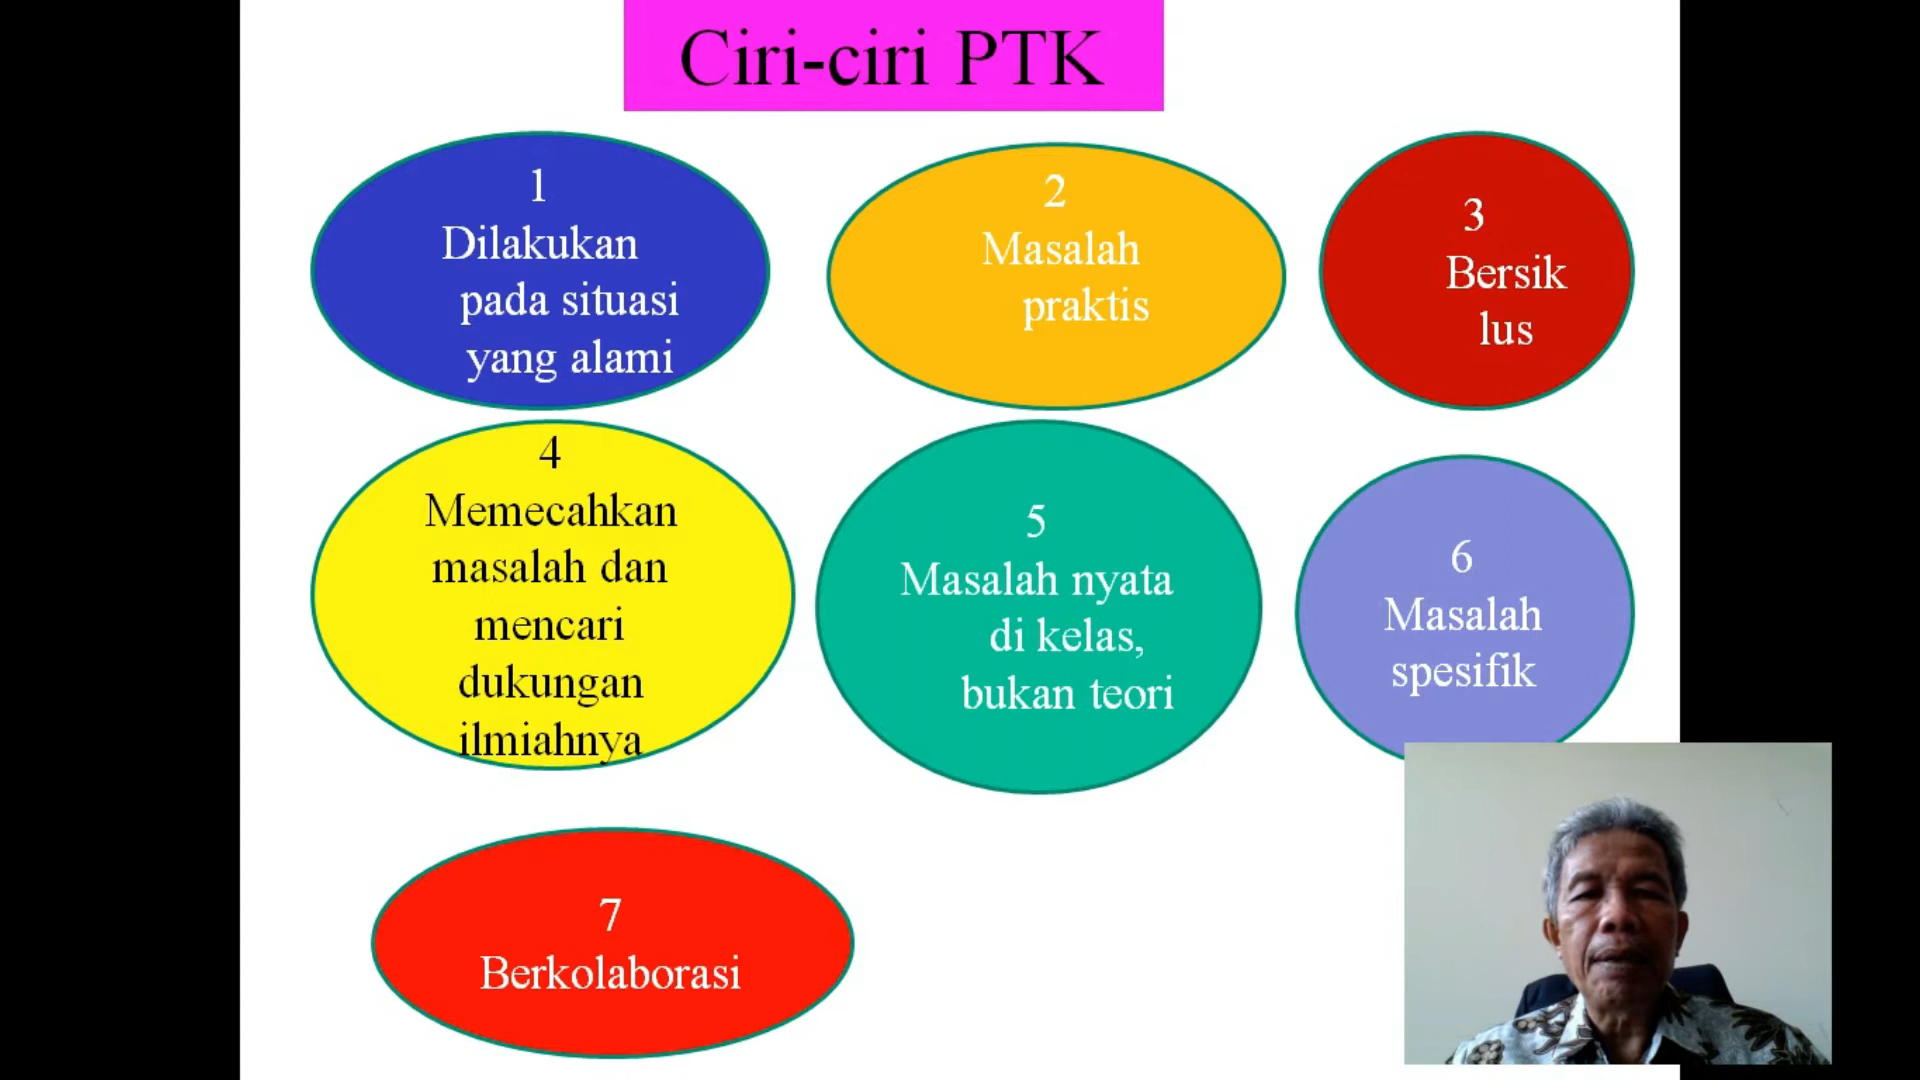 Ciri-ciri PTK
1
Dilakukan
pada situasi
yang alami
2
Masalah
praktis
3
Bersik
lus
4
Memecahkan
masalah dan
mencari
dukungan
ilmiahnya
5
Masalah nyata
di kelas,
bukan teori
6
Masalah
spesifik
7
Berkolaborasi